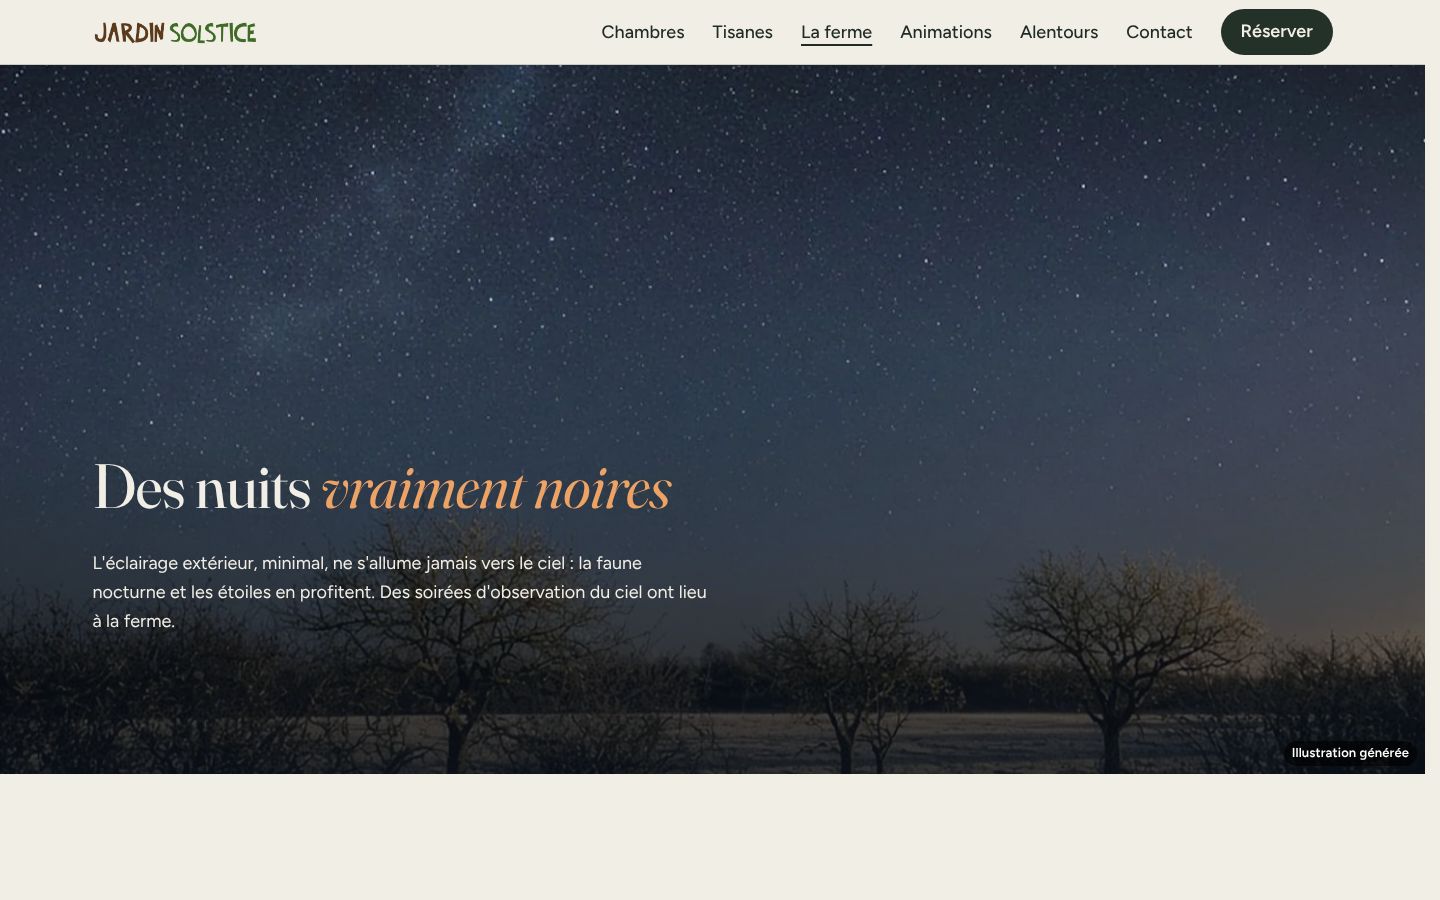 JARDIN SOLSTICE
Chambres
Tisanes
La ferme
Animations
Alentours
Contact
Réserver
Des nuits vraiment noires
L'éclairage extérieur, minimal, ne s'allume jamais vers le ciel : la faune
nocturne et les étoiles en profitent. Des soirées d'observation du ciel ont lieu
à la ferme.
Illustration générée